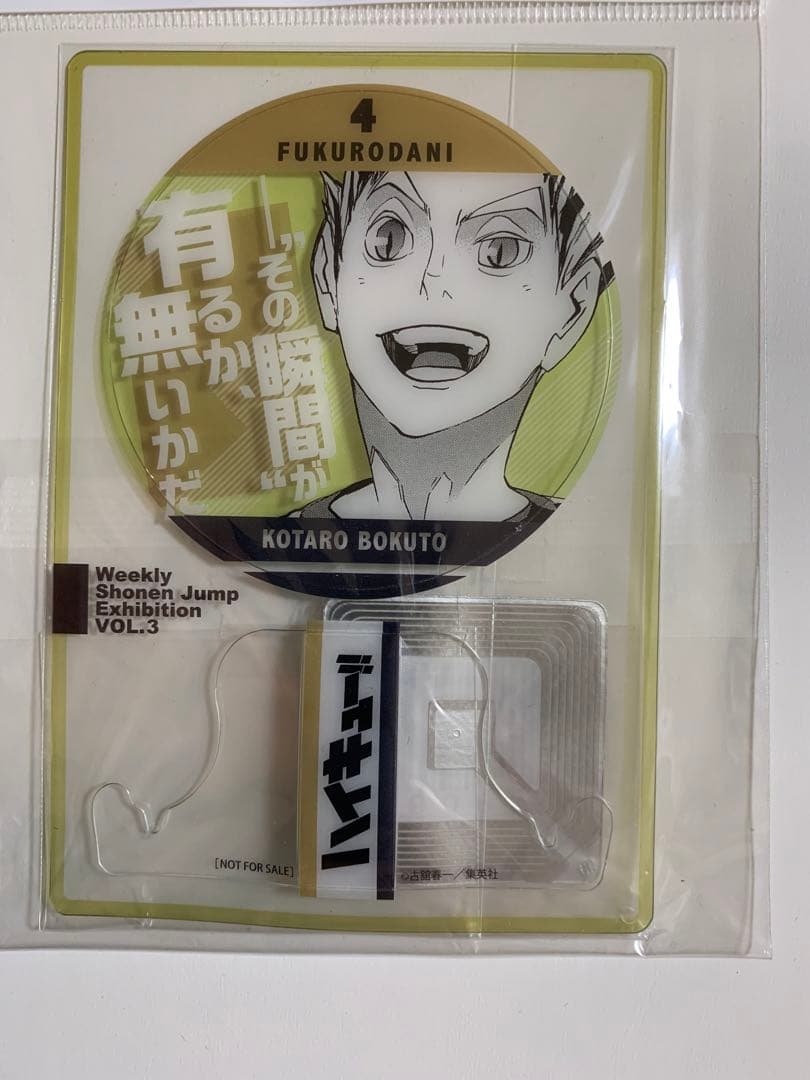 4
FUKURODANI
―“その瞬間が”
有るか、
無いかだ
KOTARO BOKUTO
Weekly
Shonen Jump
Exhibition
VOL.3
ハイキュー!!
[NOT FOR SALE]
©古舘春一／集英社